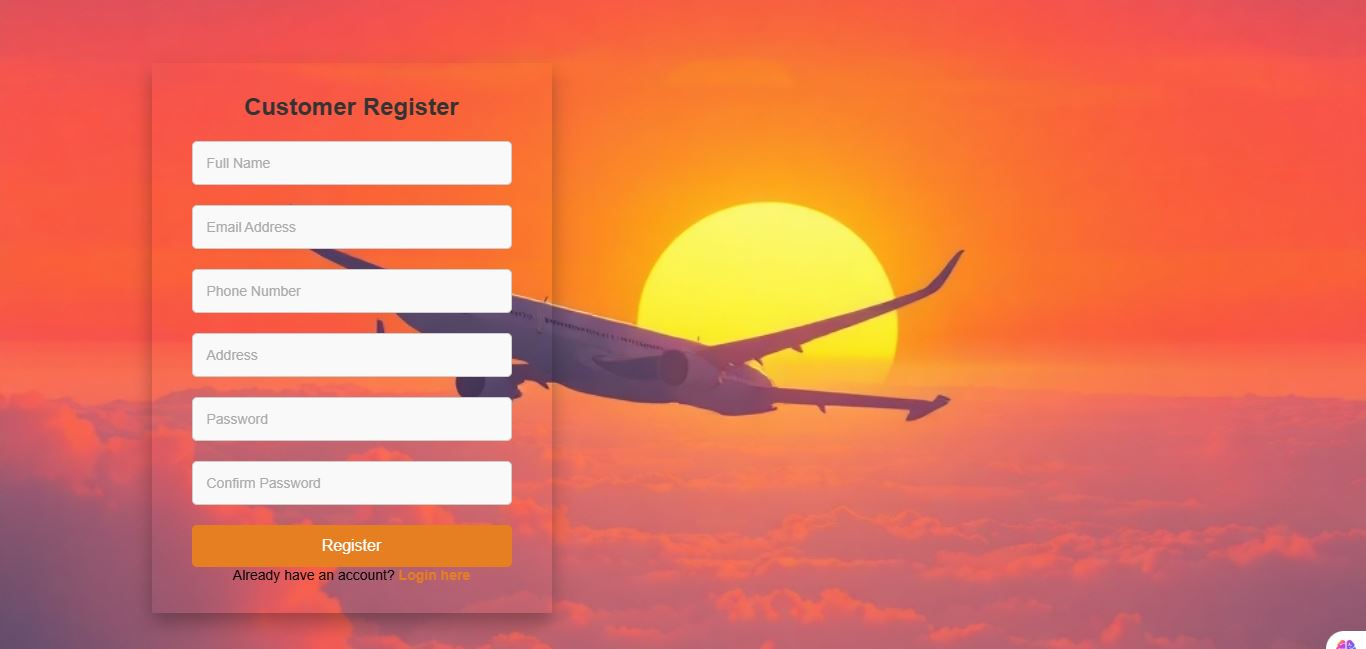 Customer Register
Full Name
Email Address
Phone Number
Address
Password
Confirm Password
Register
Already have an account? Login here